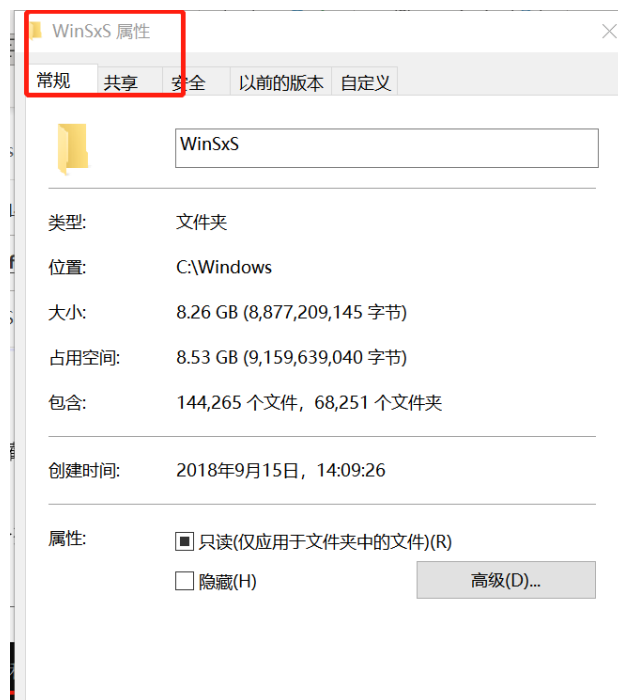 WinSxS 属性
常规 共享 安全 以前的版本 自定义
WinSxS
类型: 文件夹
位置: C:\Windows
大小: 8.26 GB (8,877,209,145 字节)
占用空间: 8.53 GB (9,159,639,040 字节)
包含: 144,265 个文件，68,251 个文件夹
创建时间: 2018年9月15日，14:09:26
属性: 只读(仅应用于文件夹中的文件)(R)
隐藏(H) 高级(D)...